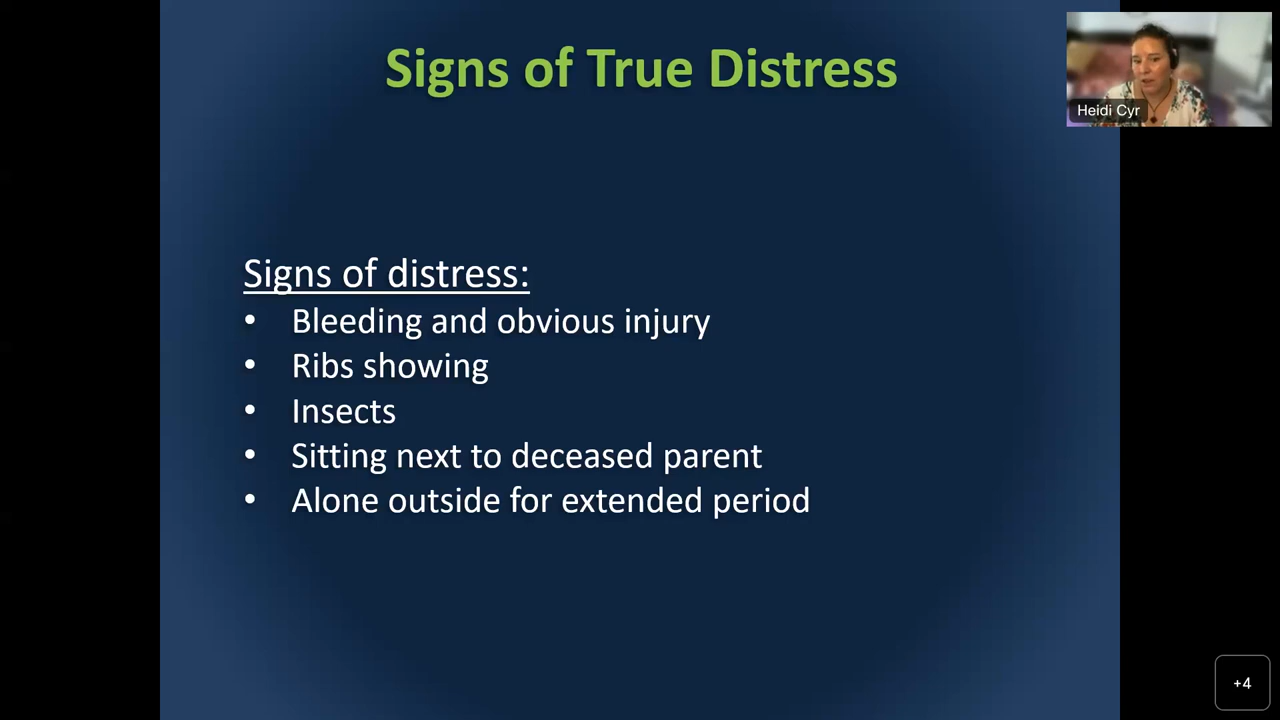 Signs of True Distress
Heidi Cyr
Signs of distress:
• Bleeding and obvious injury
• Ribs showing
• Insects
• Sitting next to deceased parent
• Alone outside for extended period
+4